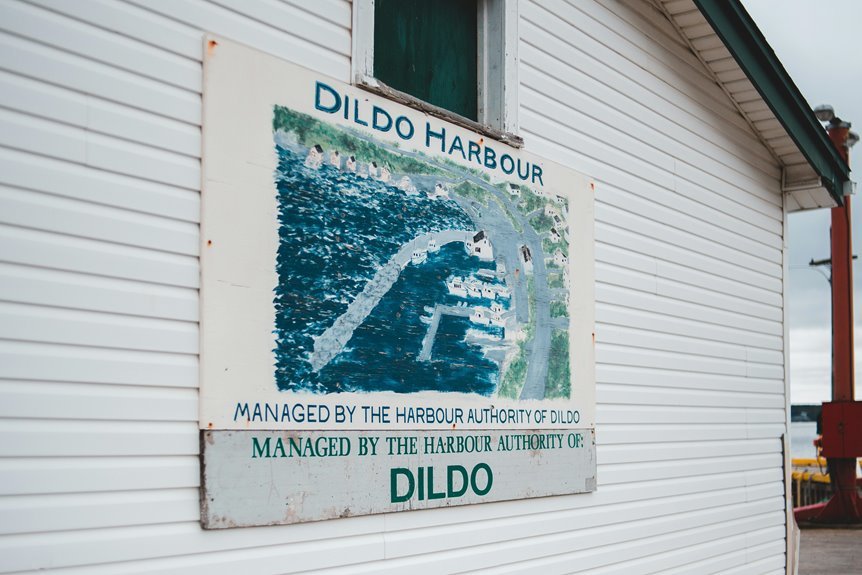 DILDO HARBOUR
MANAGED BY THE HARBOUR AUTHORITY OF DILDO
MANAGED BY THE HARBOUR AUTHORITY OF:
DILDO